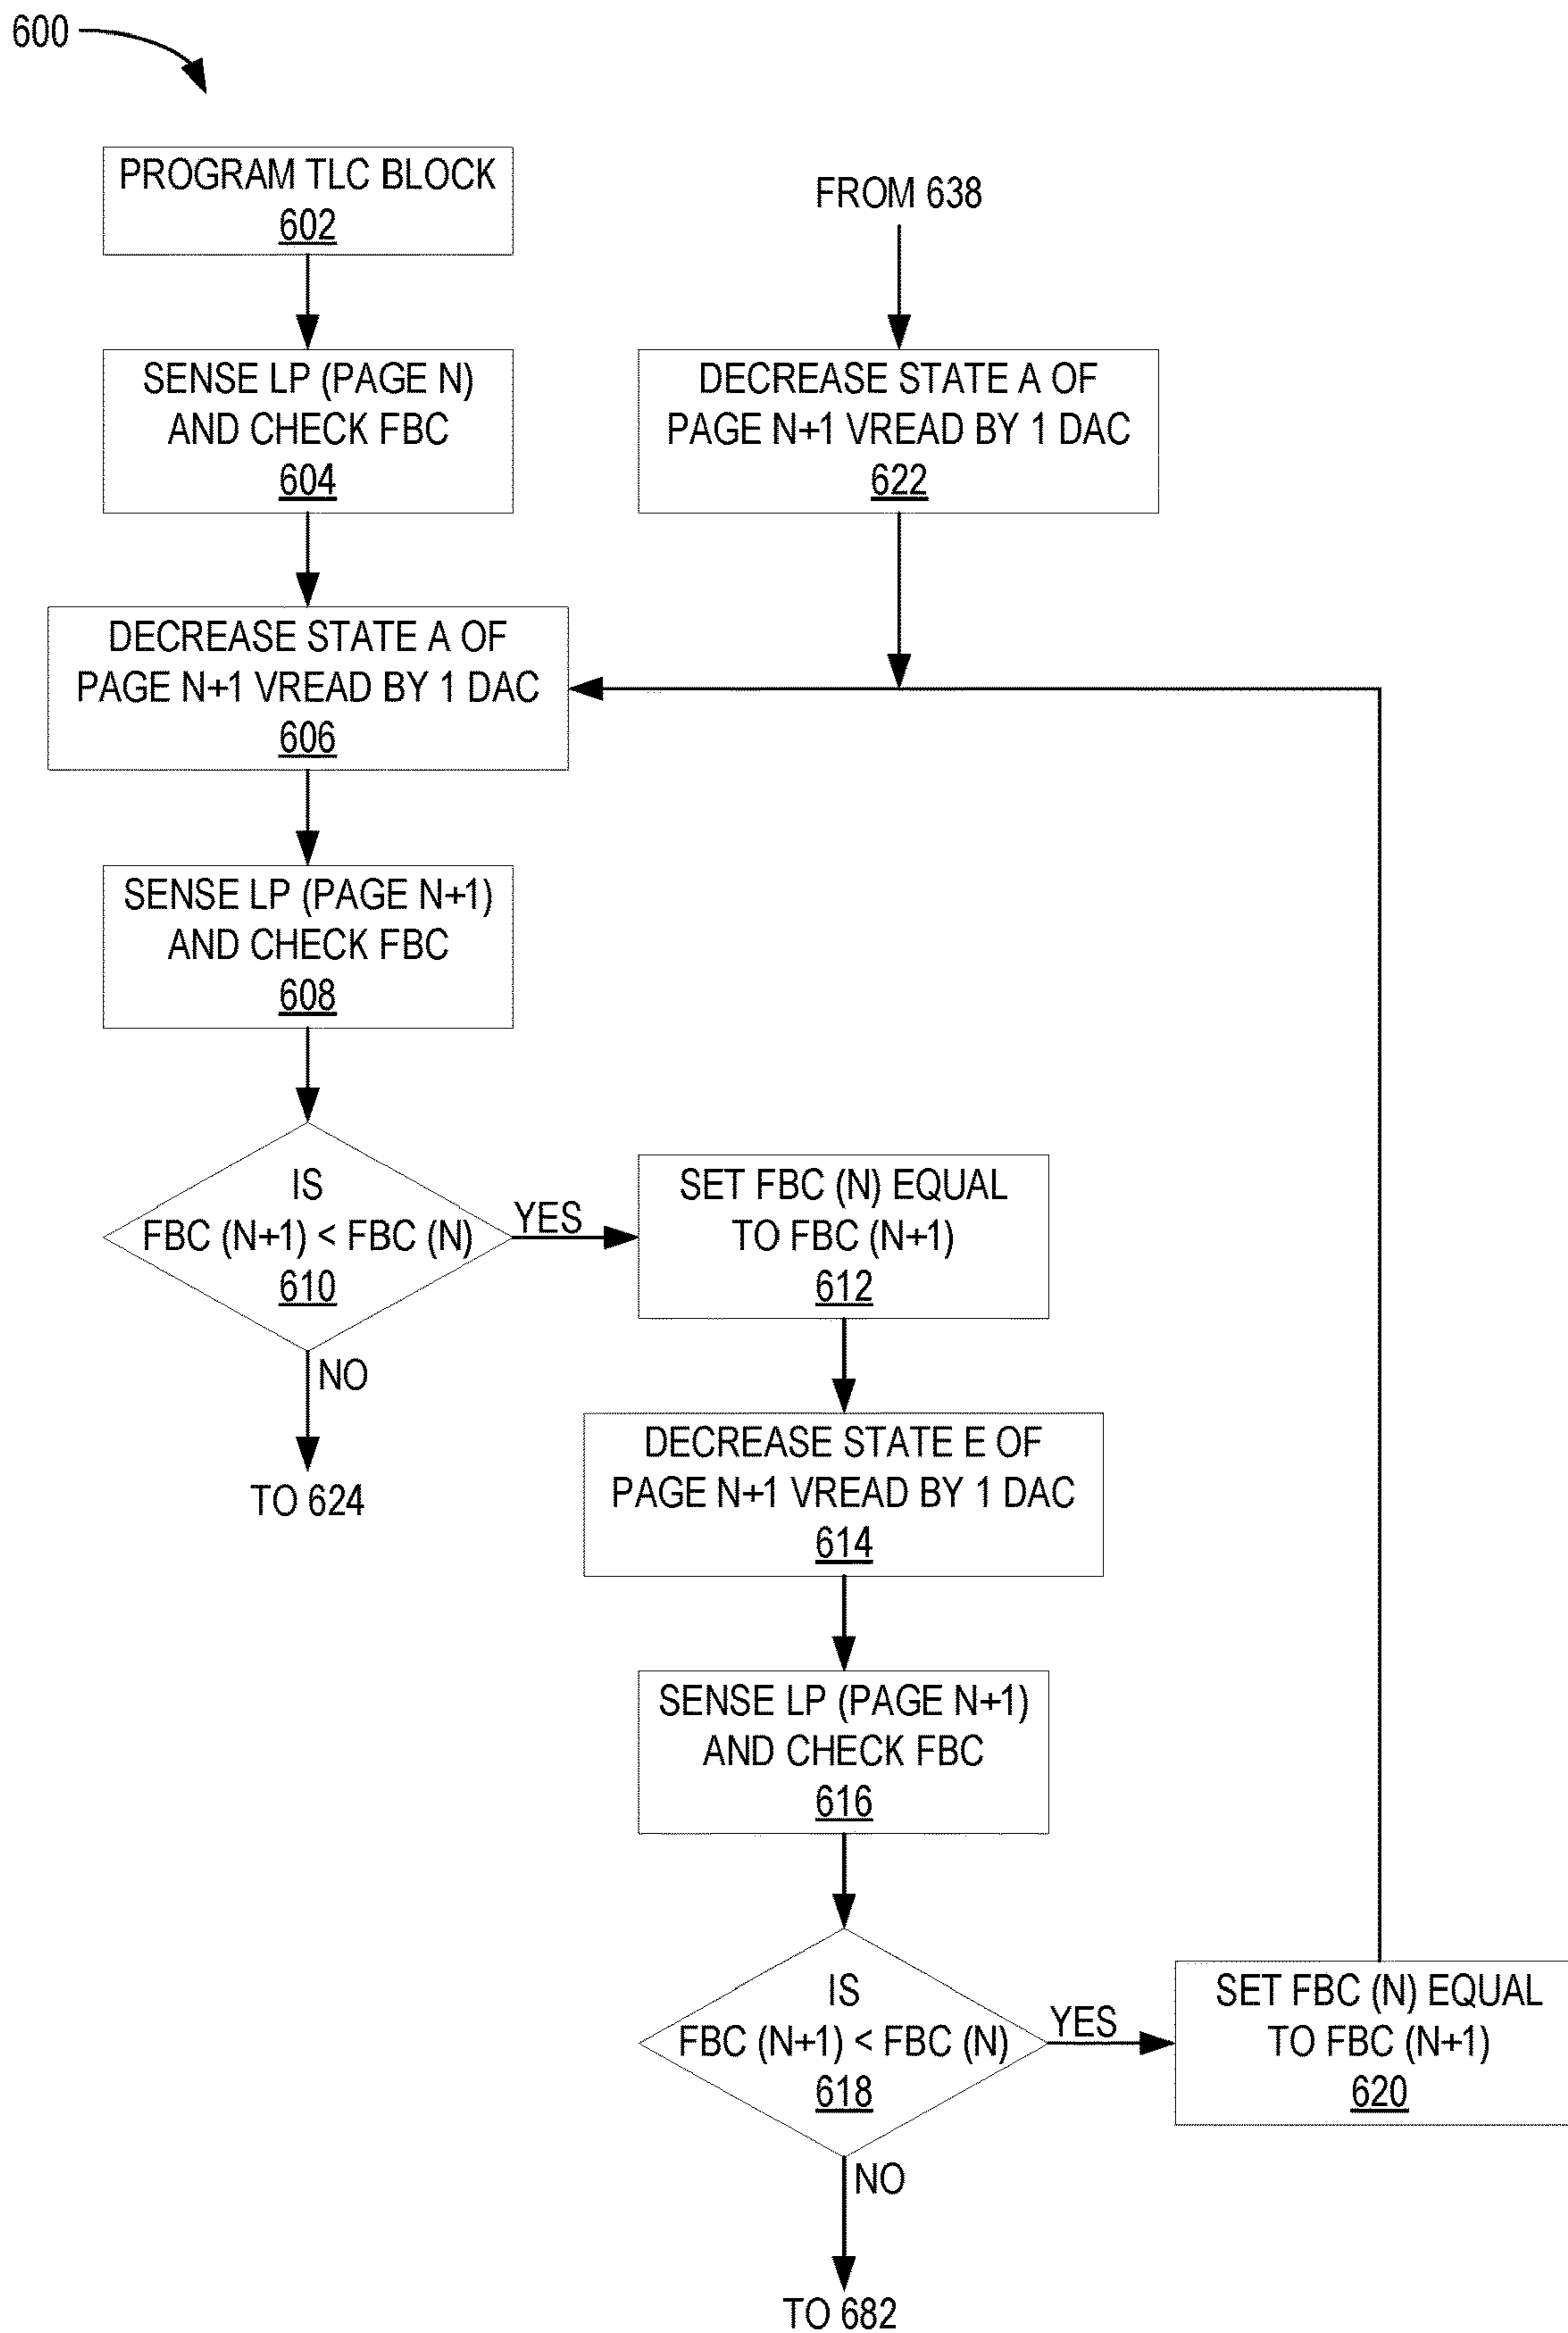 600
PROGRAM TLC BLOCK
602
SENSE LP (PAGE N)
AND CHECK FBC
604
FROM 638
DECREASE STATE A OF
PAGE N+1 VREAD BY 1 DAC
622
DECREASE STATE A OF
PAGE N+1 VREAD BY 1 DAC
606
SENSE LP (PAGE N+1)
AND CHECK FBC
608
IS
FBC (N+1) < FBC (N)
610
YES
NO
TO 624
SET FBC (N) EQUAL
TO FBC (N+1)
612
DECREASE STATE E OF
PAGE N+1 VREAD BY 1 DAC
614
SENSE LP (PAGE N+1)
AND CHECK FBC
616
IS
FBC (N+1) < FBC (N)
618
YES
SET FBC (N) EQUAL
TO FBC (N+1)
620
NO
TO 682